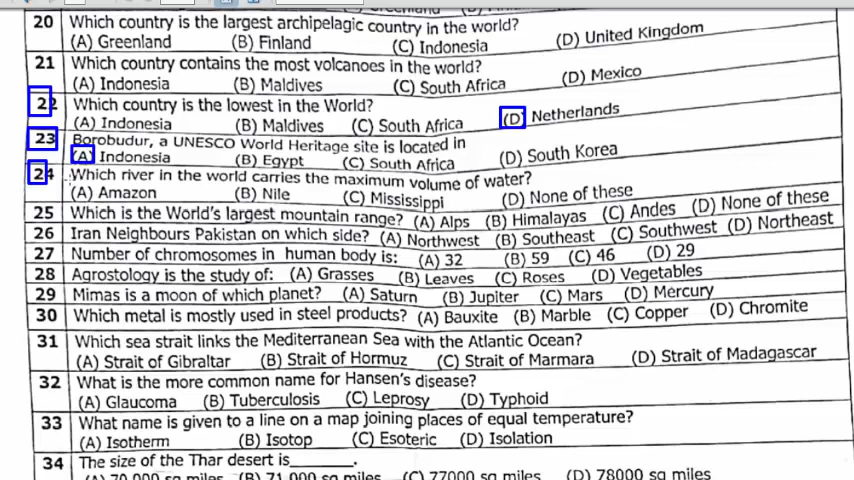 20 Which country is the largest archipelagic country in the world?
(A) Greenland (B) Finland (C) Indonesia (D) United Kingdom
21 Which country contains the most volcanoes in the world?
(A) Indonesia (B) Maldives (C) South Africa (D) Mexico
22 Which country is the lowest in the World?
(A) Indonesia (B) Maldives (C) South Africa (D) Netherlands
23 Borobudur, a UNESCO World Heritage site is located in
(A) Indonesia (B) Egypt (C) South Africa (D) South Korea
24 Which river in the world carries the maximum volume of water?
(A) Amazon (B) Nile (C) Mississippi (D) None of these
25 Which is the World's largest mountain range? (A) Alps (B) Himalayas (C) Andes (D) None of these
26 Iran Neighbours Pakistan on which side? (A) Northwest (B) Southeast (C) Southwest (D) Northeast
27 Number of chromosomes in human body is: (A) 32 (B) 59 (C) 46 (D) 29
28 Agrostology is the study of: (A) Grasses (B) Leaves (C) Roses (D) Vegetables
29 Mimas is a moon of which planet? (A) Saturn (B) Jupiter (C) Mars (D) Mercury
30 Which metal is mostly used in steel products? (A) Bauxite (B) Marble (C) Copper (D) Chromite
31 Which sea strait links the Mediterranean Sea with the Atlantic Ocean?
(A) Strait of Gibraltar (B) Strait of Hormuz (C) Strait of Marmara (D) Strait of Madagascar
32 What is the more common name for Hansen's disease?
(A) Glaucoma (B) Tuberculosis (C) Leprosy (D) Typhoid
33 What name is given to a line on a map joining places of equal temperature?
(A) Isotherm (B) Isotop (C) Esoteric (D) Isolation
34 The size of the Thar desert is________.
(A) 70,000 sq miles (B) 71,000 sq miles (C) 77000 sq miles (D) 78000 sq miles